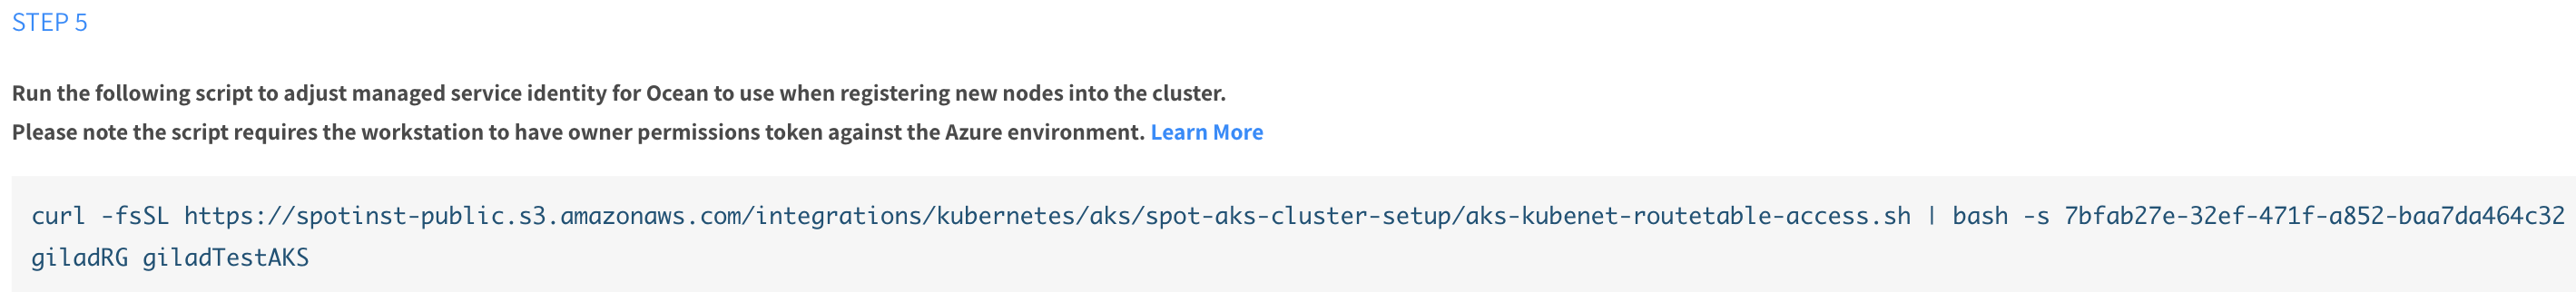 STEP 5
Run the following script to adjust managed service identity for Ocean to use when registering new nodes into the cluster.
Please note the script requires the workstation to have owner permissions token against the Azure environment. Learn More
curl -fsSL https://spotinst-public.s3.amazonaws.com/integrations/kubernetes/aks/spot-aks-cluster-setup/aks-kubenet-routetable-access.sh | bash -s 7bfab27e-32ef-471f-a852-baa7da464c32
giladRG giladTestAKS